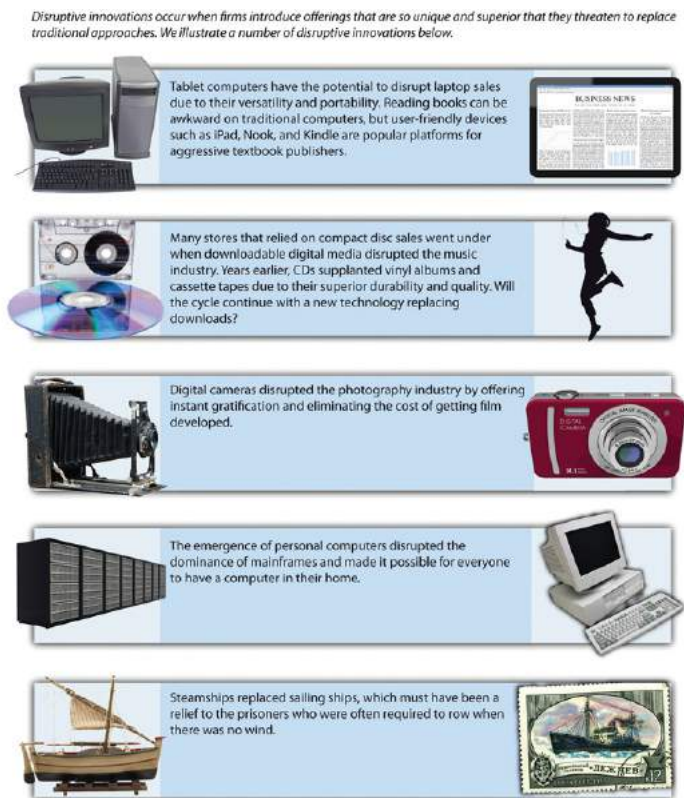 Disruptive innovations occur when firms introduce offerings that are so unique and superior that they threaten to replace
traditional approaches. We illustrate a number of disruptive innovations below.
Tablet computers have the potential to disrupt laptop sales
due to their versatility and portability. Reading books can be
awkward on traditional computers, but user-friendly devices
such as iPad, Nook, and Kindle are popular platforms for
aggressive textbook publishers.
BUSINESS NEWS
Many stores that relied on compact disc sales went under
when downloadable digital media disrupted the music
industry. Years earlier, CDs supplanted vinyl albums and
cassette tapes due to their superior durability and quality. Will
the cycle continue with a new technology replacing
downloads?
Digital cameras disrupted the photography industry by offering
instant gratification and eliminating the cost of getting film
developed.
DIGITAL
The emergence of personal computers disrupted the
dominance of mainframes and made it possible for everyone
to have a computer in their home.
Steamships replaced sailing ships, which must have been a
relief to the prisoners who were often required to row when
there was no wind.
«ДЕЖНЕВ»